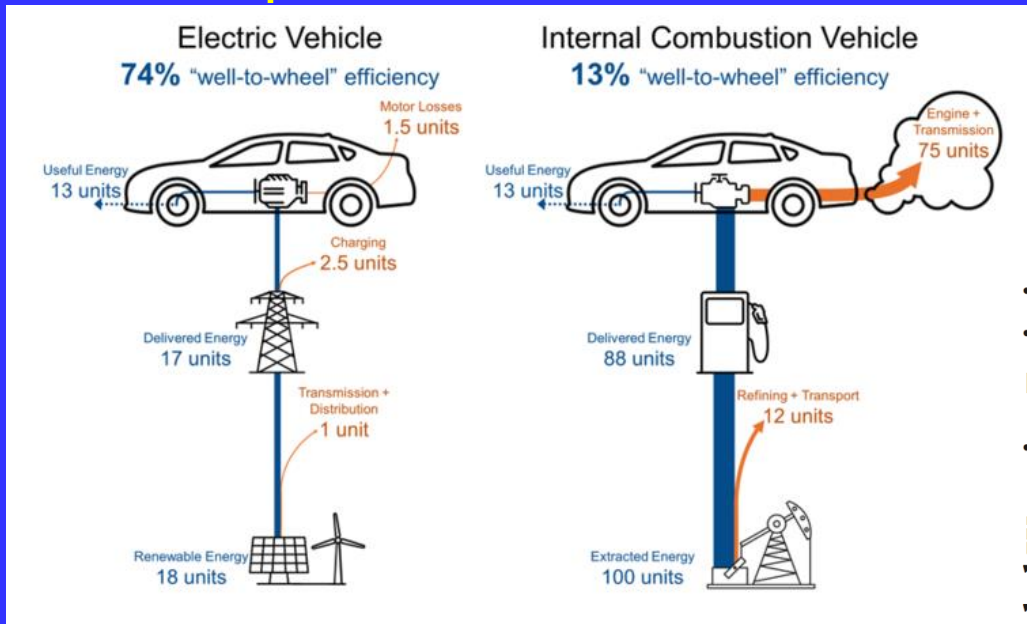 Electric Vehicle
74% “well-to-wheel” efficiency
Motor Losses
1.5 units
Useful Energy
13 units
Charging
2.5 units
Delivered Energy
17 units
Transmission +
Distribution
1 unit
Renewable Energy
18 units
Internal Combustion Vehicle
13% “well-to-wheel” efficiency
Engine +
Transmission
75 units
Useful Energy
13 units
Delivered Energy
88 units
Refining + Transport
12 units
Extracted Energy
100 units